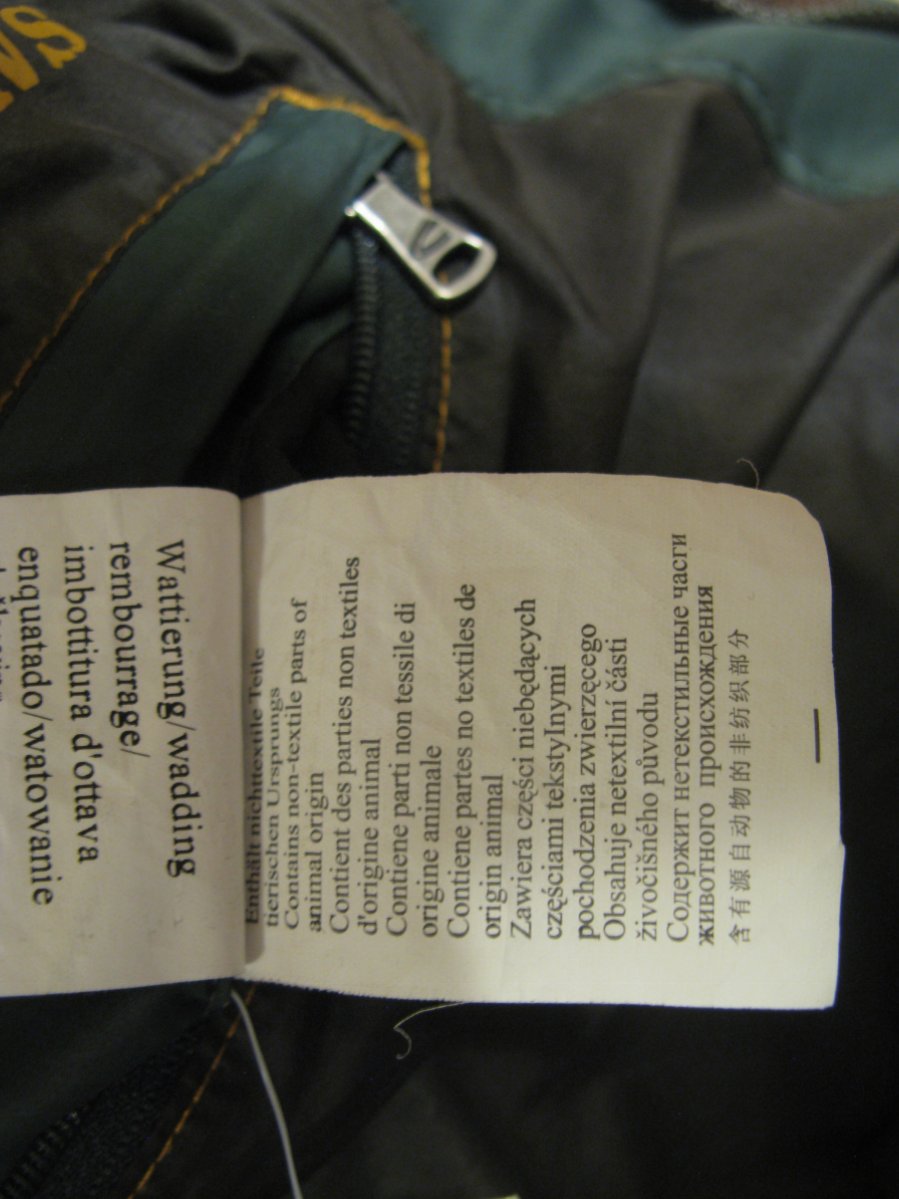 Wattierung/wadding
rembourrage/
imbottitura d'ottava
enquatado/watowanie
Enthält nichttextile Teile
tierischen Ursprungs
Contains non-textile parts of
animal origin
Contient des parties non textiles
d'origine animal
Contiene parti non tessile di
origine animale
Contiene partes no textiles de
origin animal
Zawiera części niebędących
częściami tekstylnymi
pochodzenia zwierzęcego
Obsahuje netextilní části
živočišného původu
Содержит нетекстильные часги
животного происхождения
含有源自动物的非纺织部分